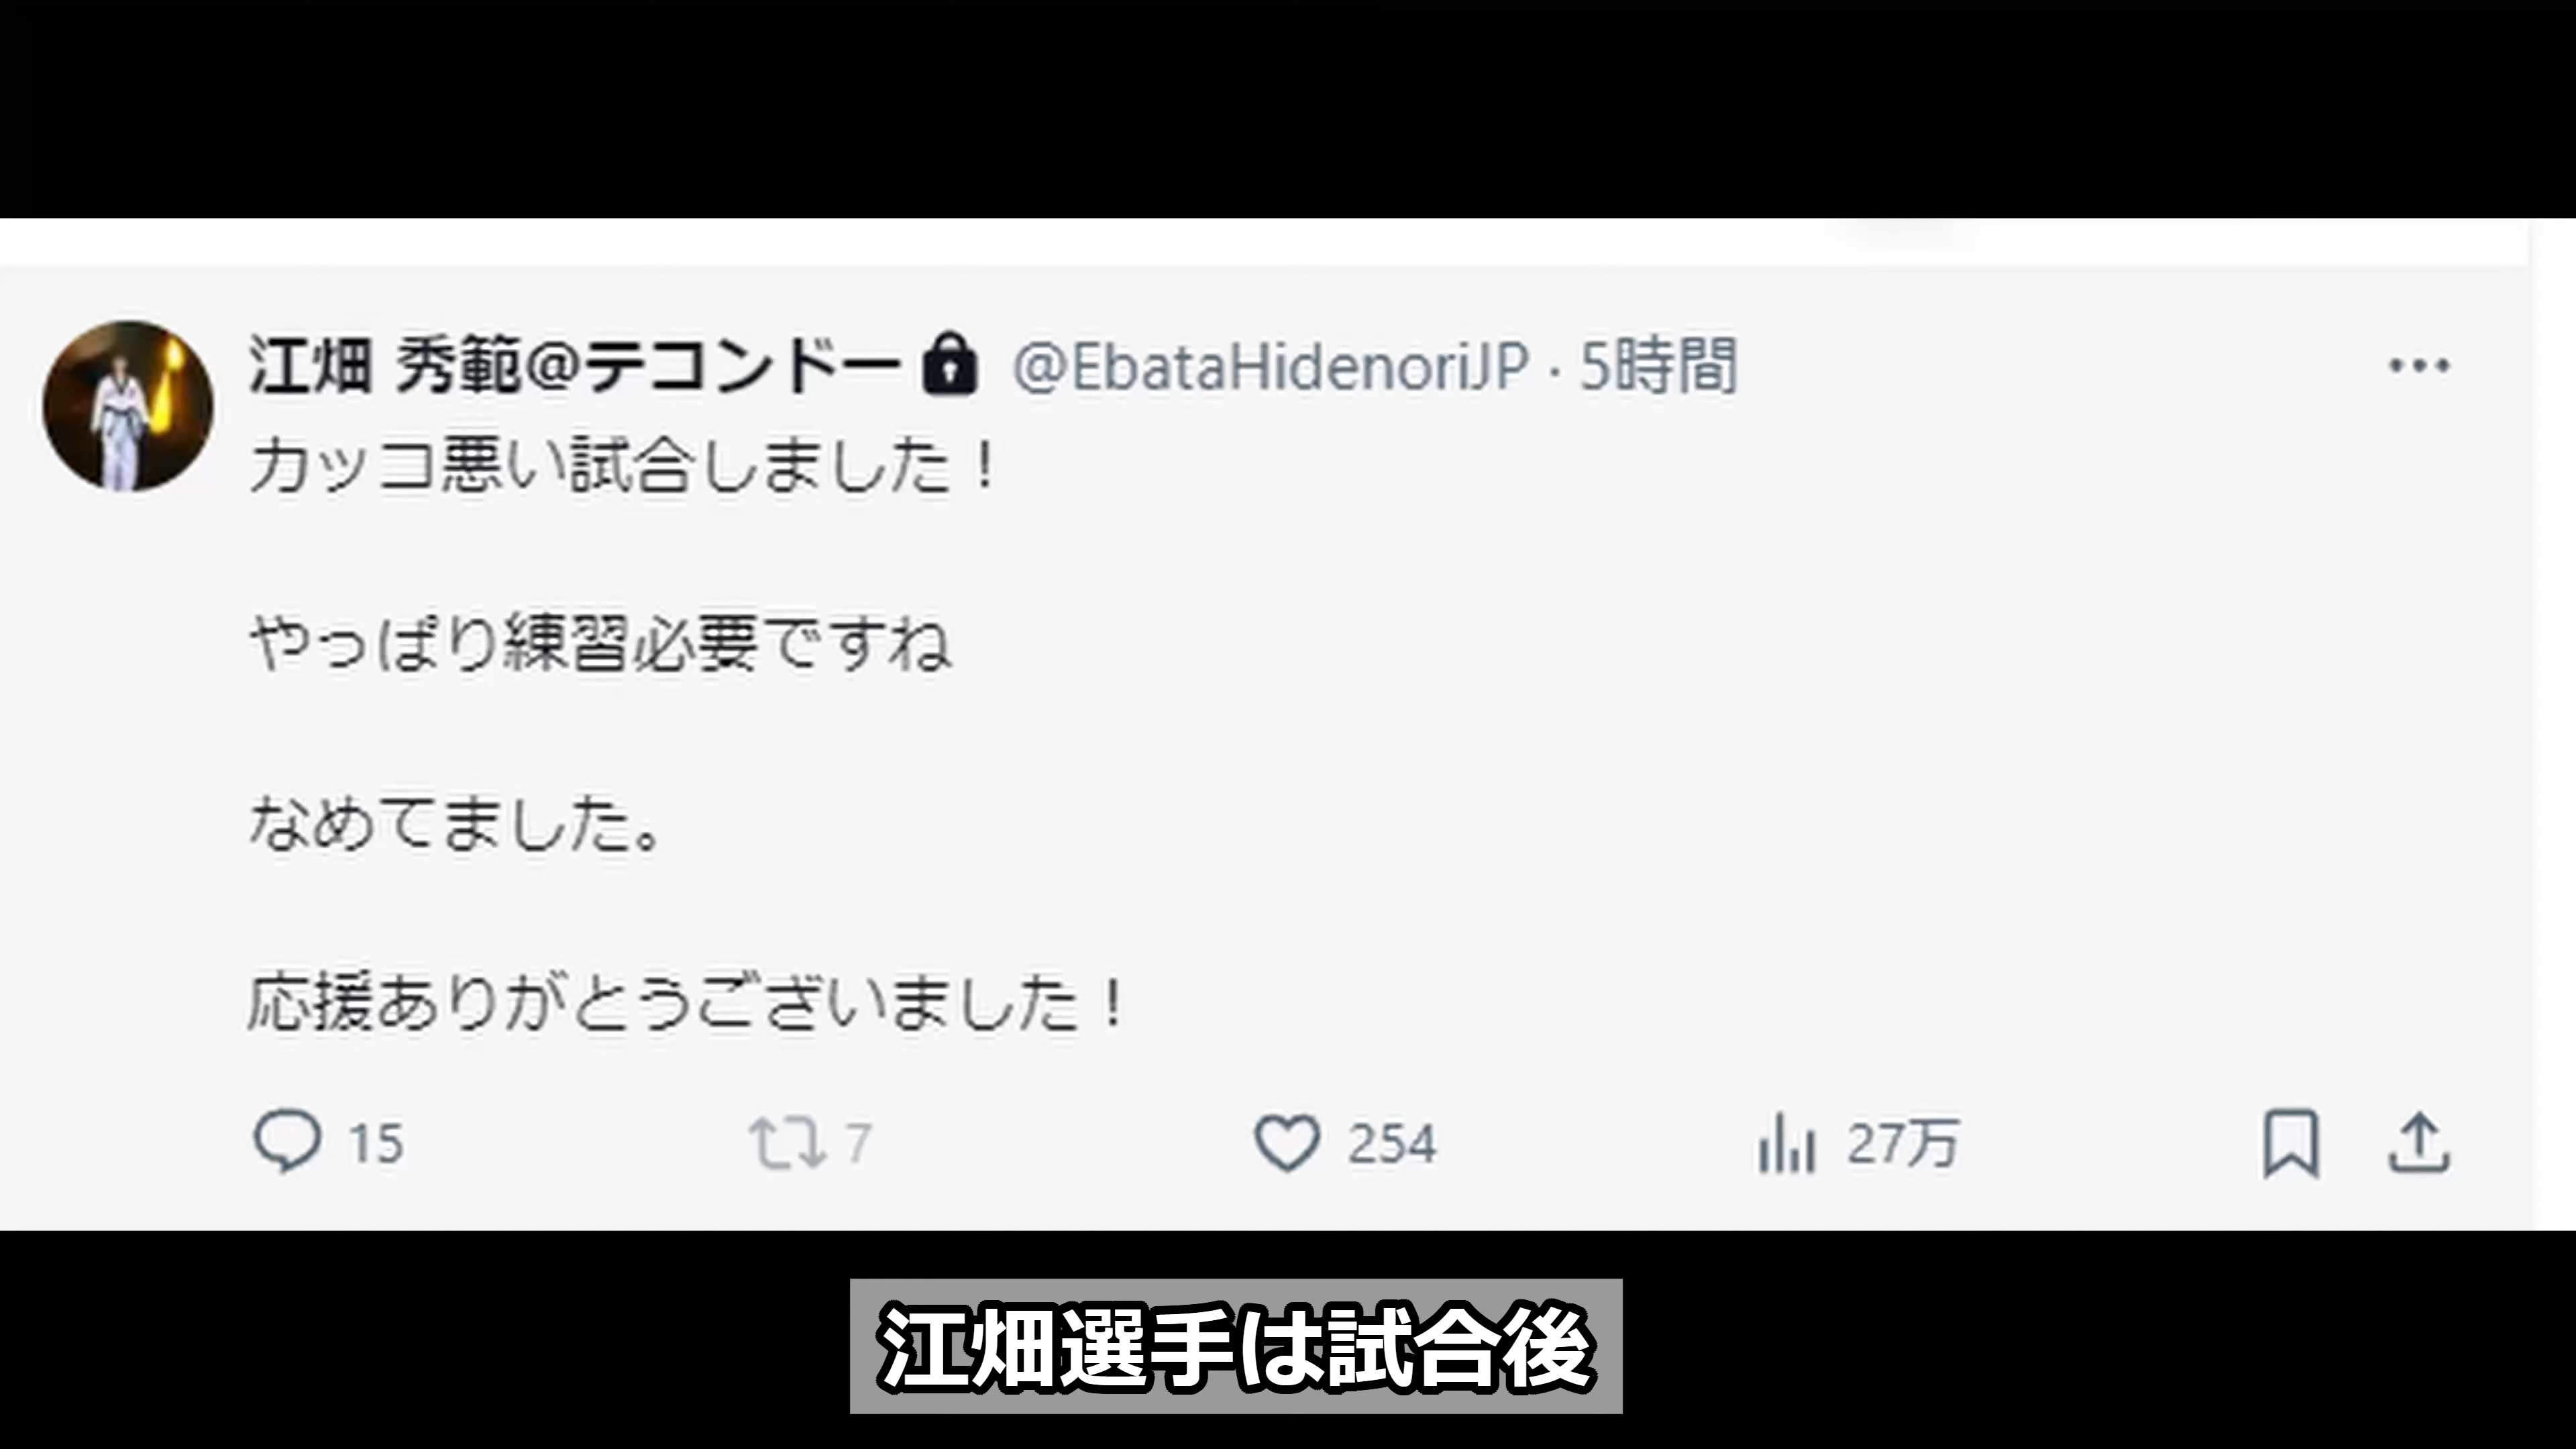 江畑 秀範@テコンドー @EbataHidenoriJP · 5時間
カッコ悪い試合しました！
やっぱり練習必要ですね
なめてました。
応援ありがとうございました！
15 7 254 27万
江畑選手は試合後